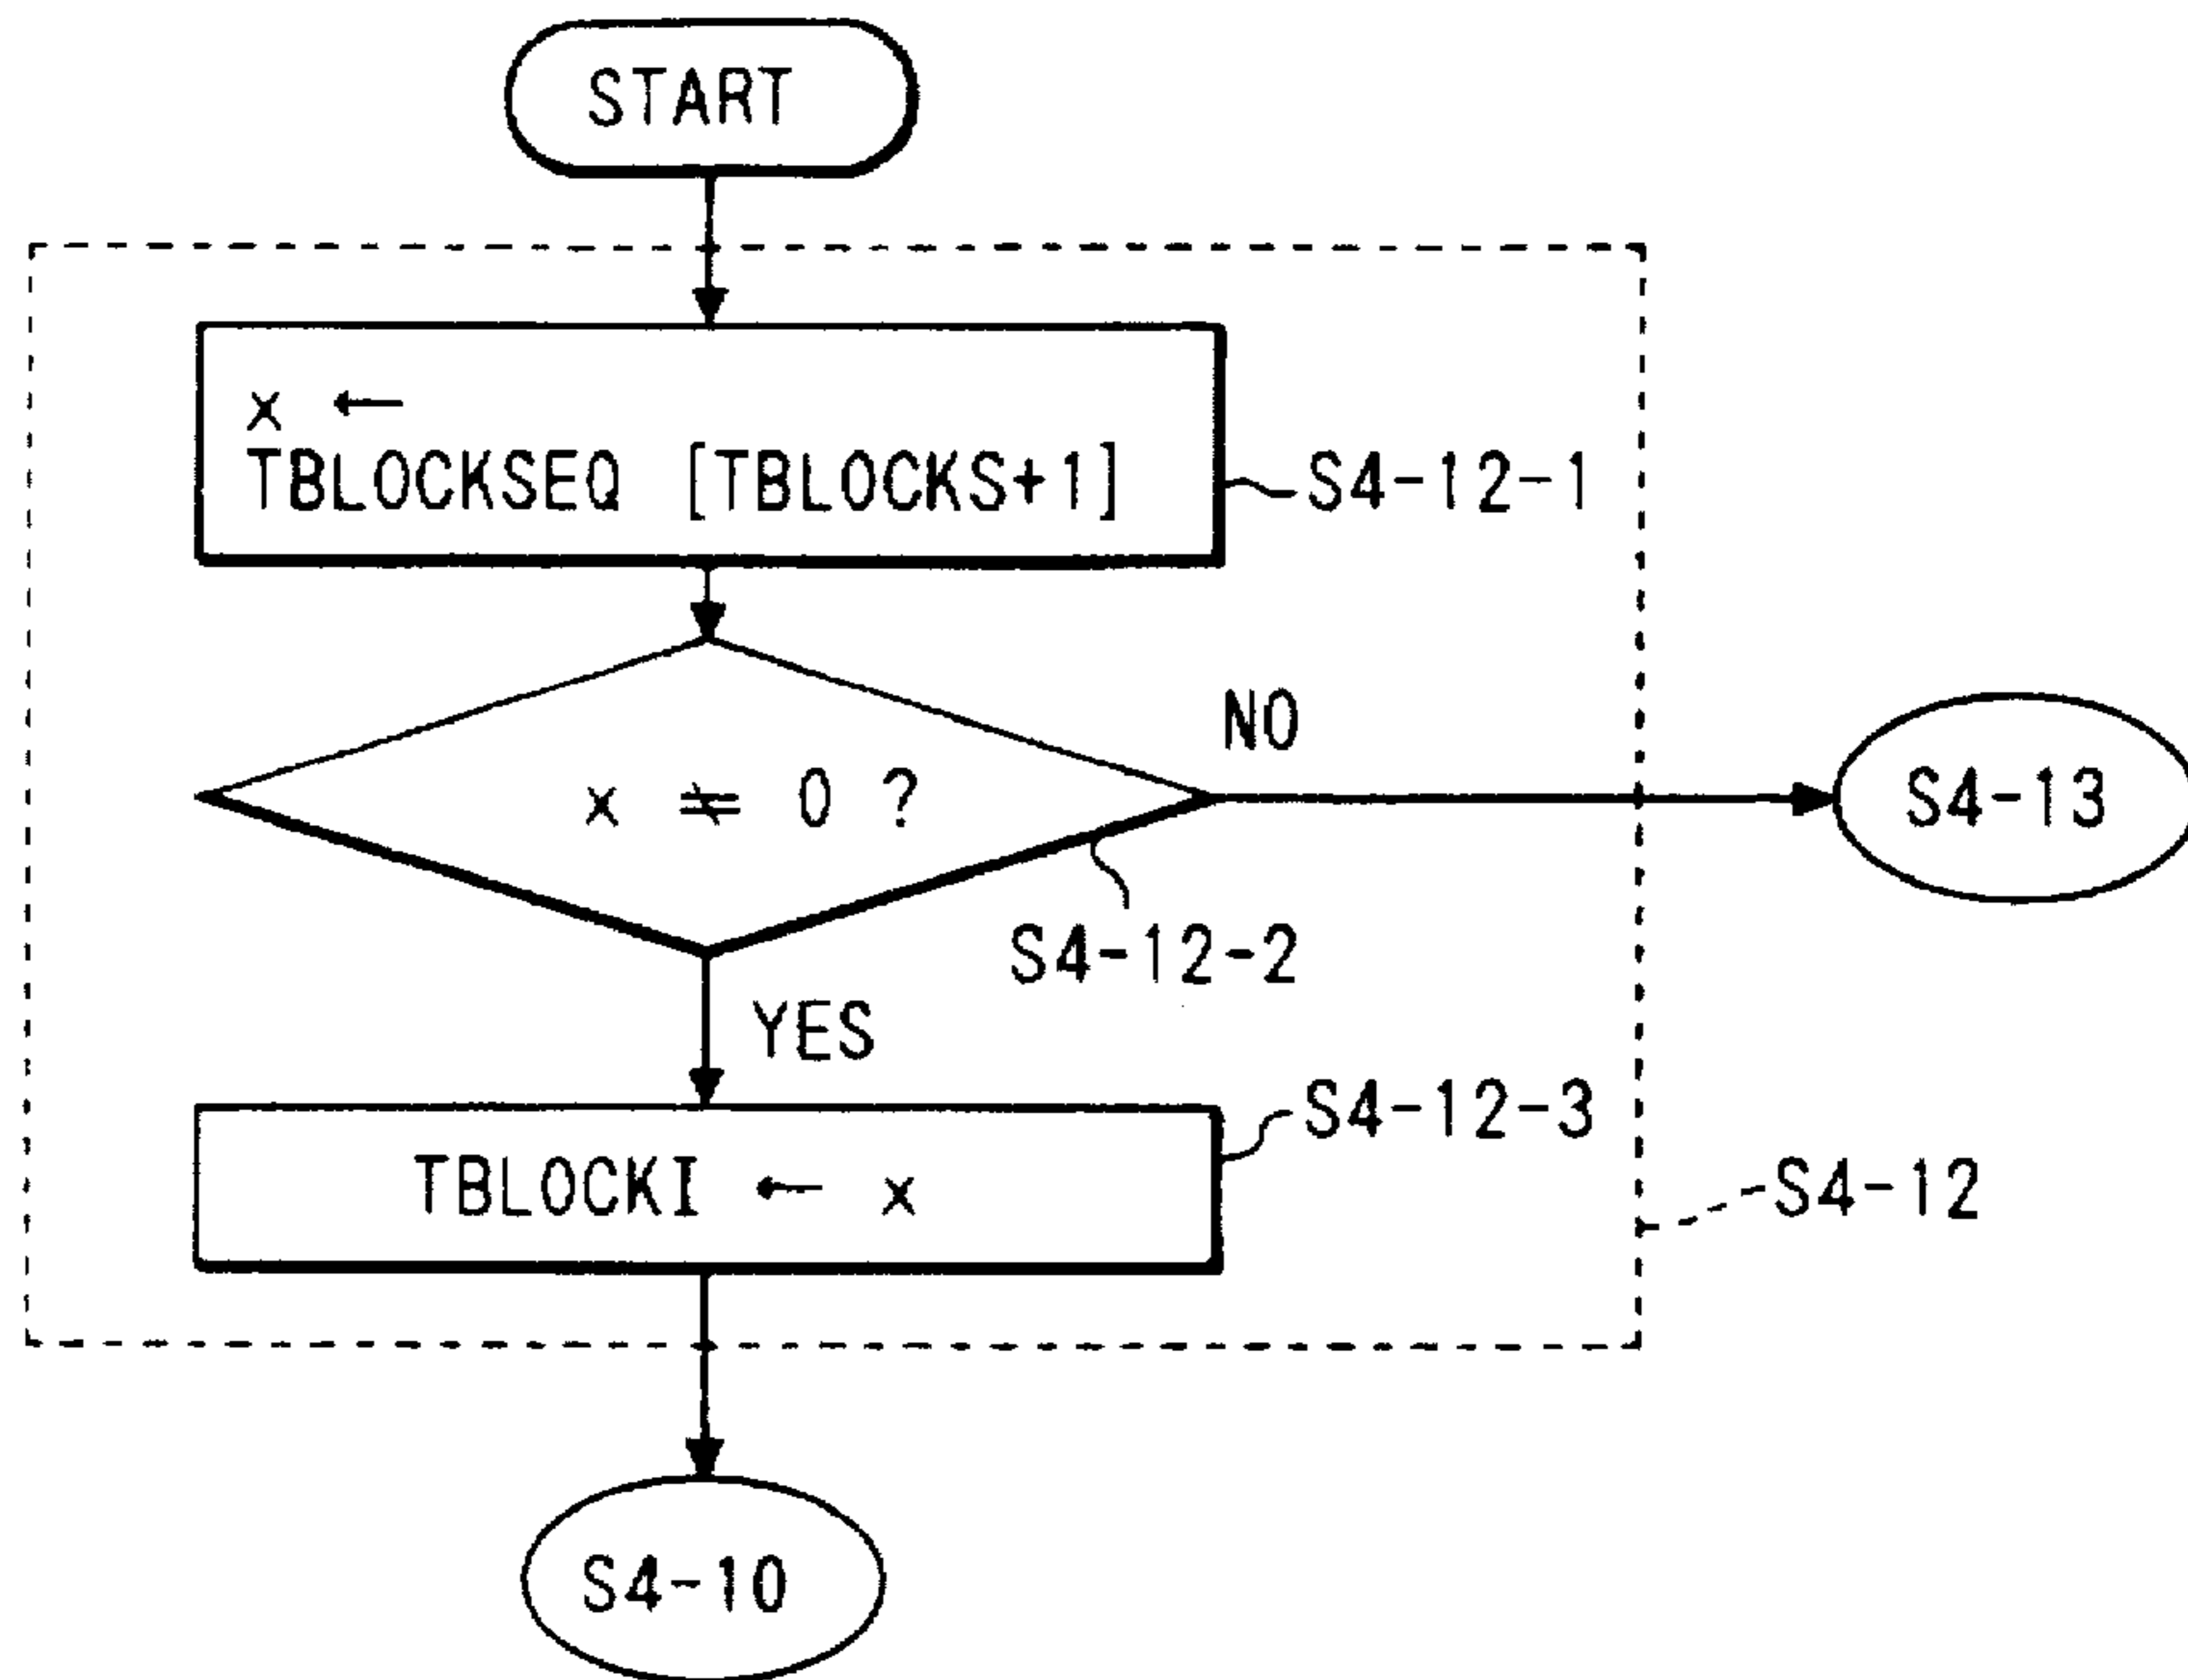 START
x ←
TBLOCKSEQ [TBLOCKS+1]
S4-12-1
x ≠ 0 ?
NO
S4-13
S4-12-2
YES
S4-12-3
TBLOCKI ← x
S4-12
S4-10